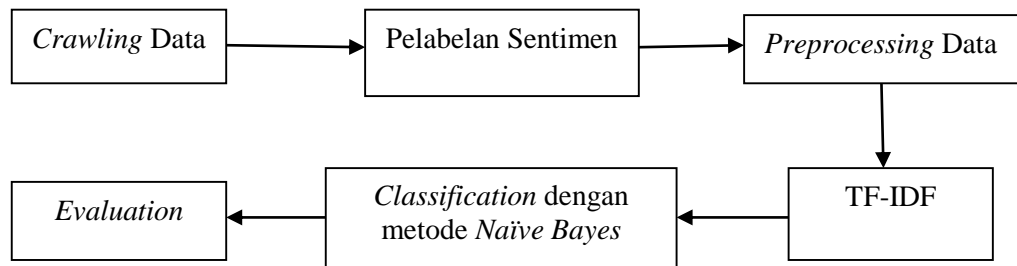 Crawling Data
Pelabelan Sentimen
Preprocessing Data
TF-IDF
Classification dengan
metode Naïve Bayes
Evaluation